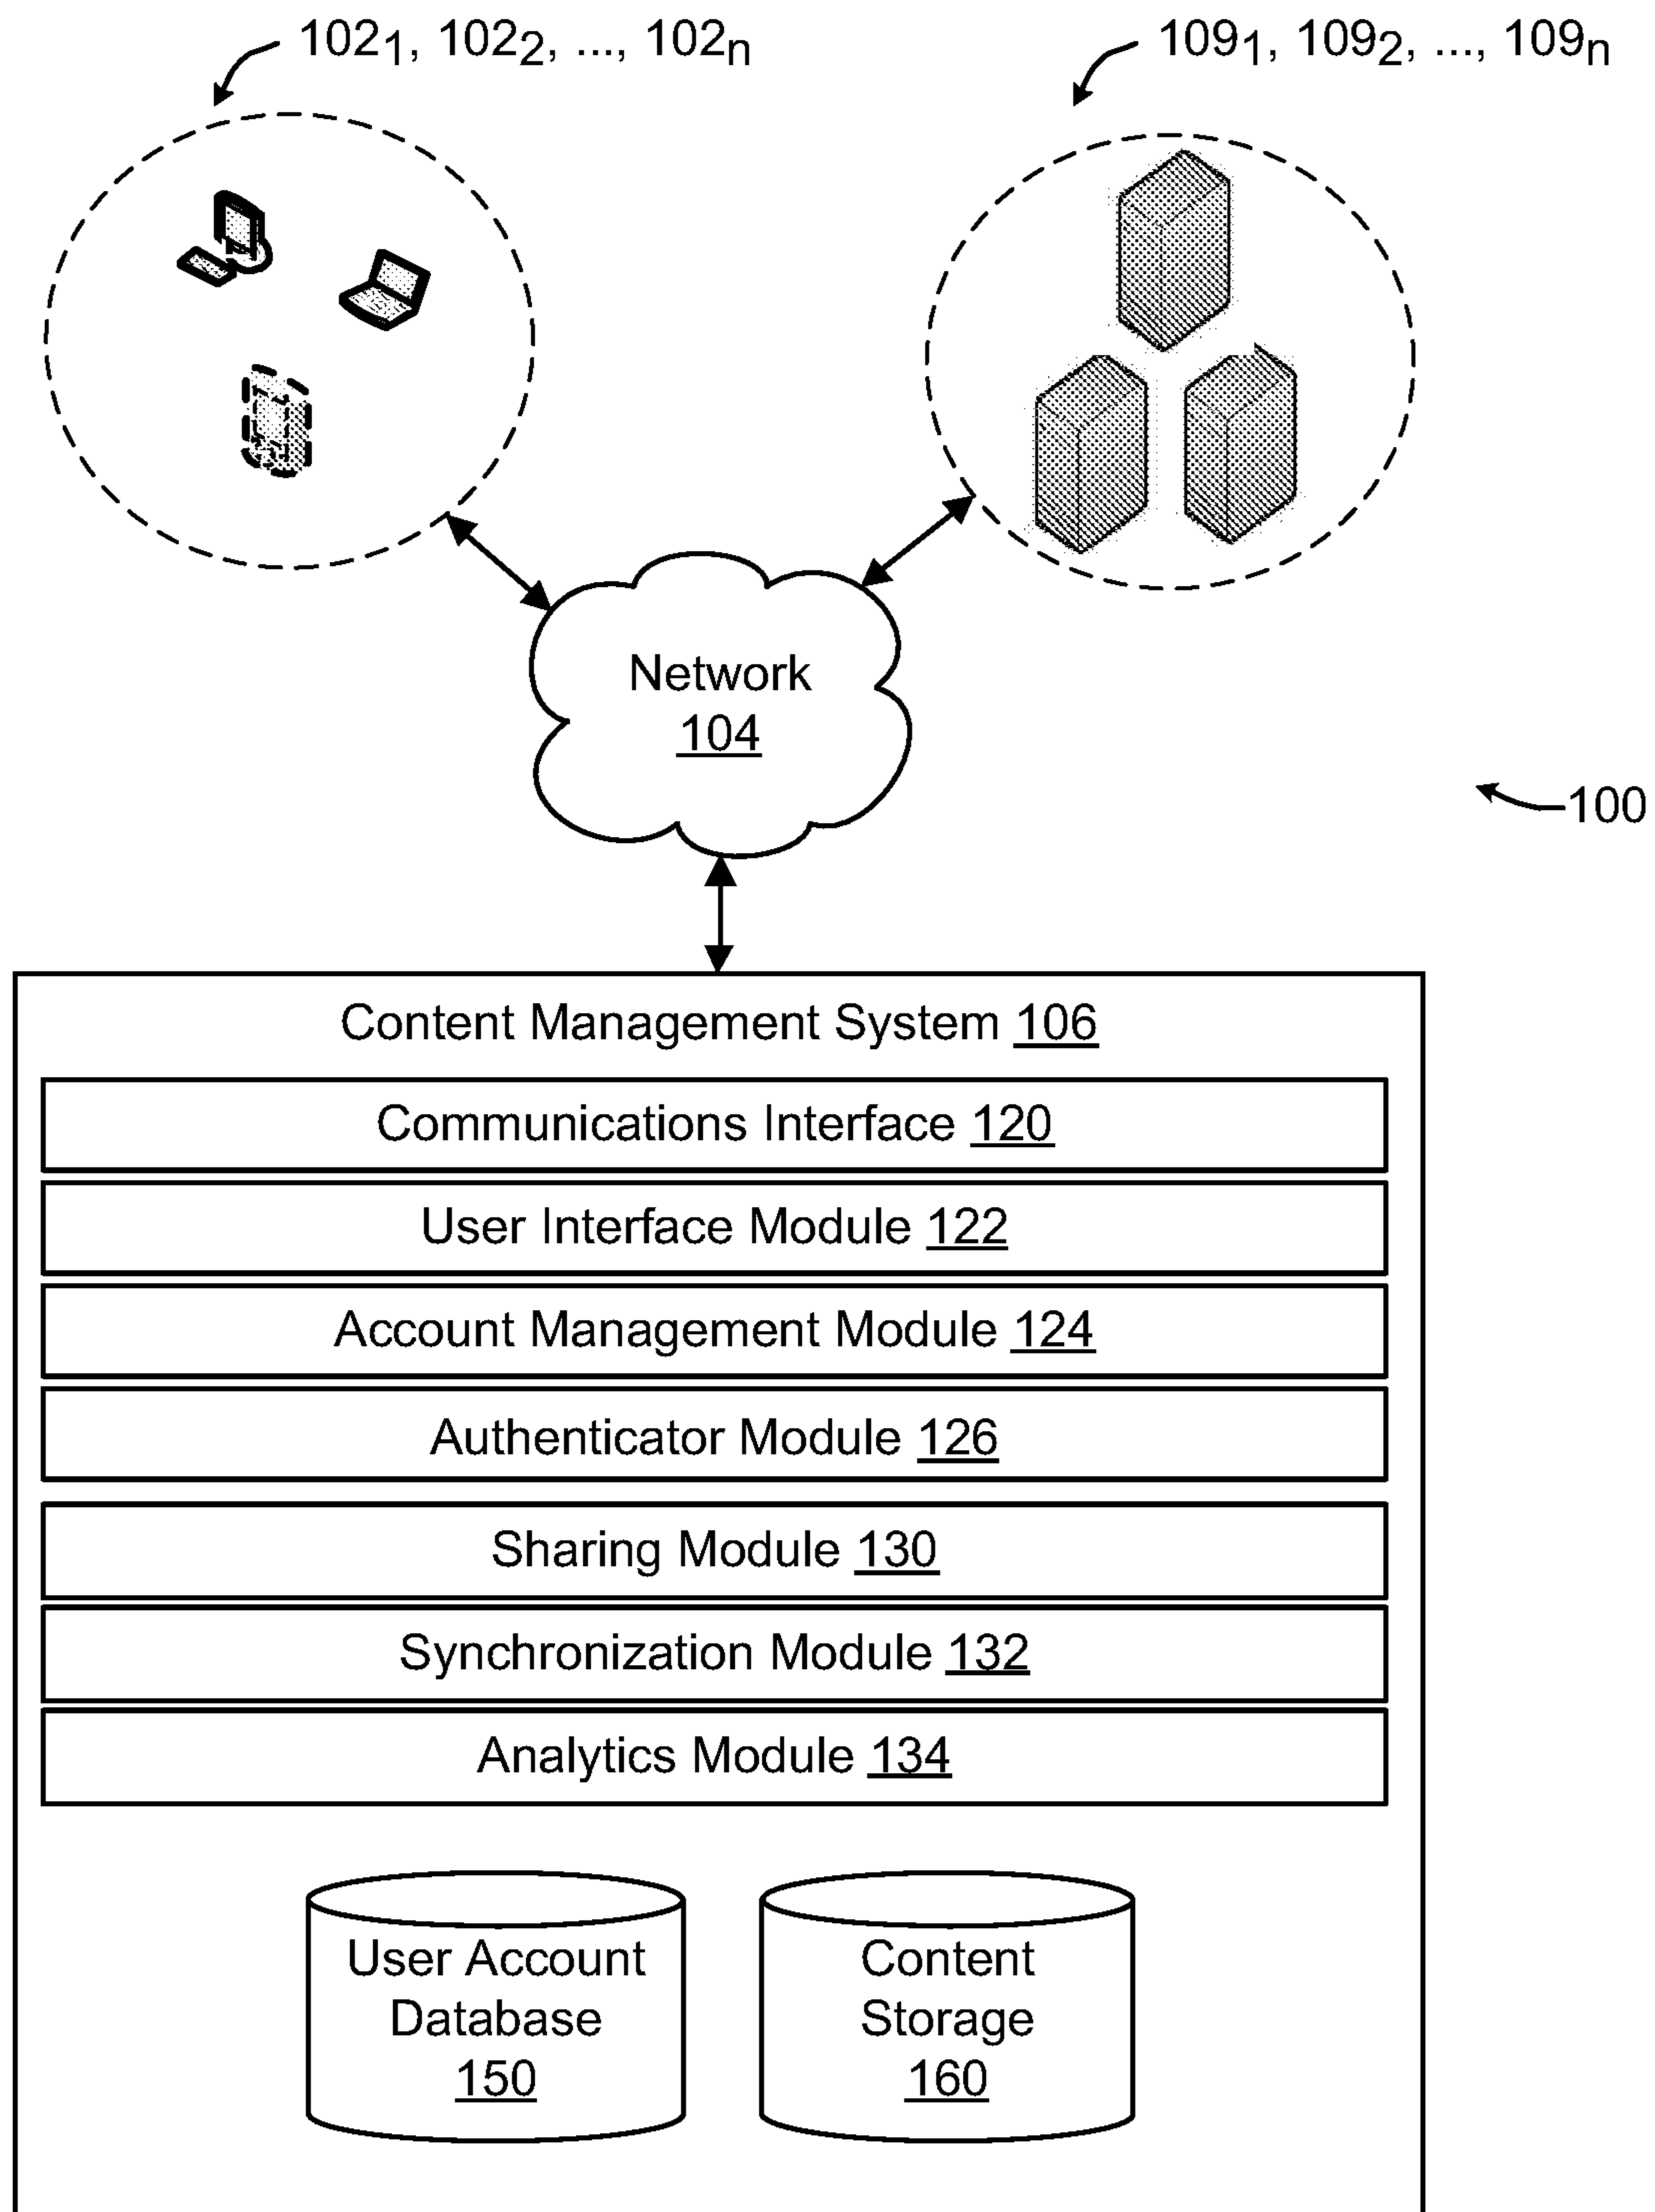 102₁, 102₂, ..., 102ₙ
109₁, 109₂, ..., 109ₙ
Network
104
100
Content Management System 106
Communications Interface 120
User Interface Module 122
Account Management Module 124
Authenticator Module 126
Sharing Module 130
Synchronization Module 132
Analytics Module 134
User Account
Database
150
Content
Storage
160